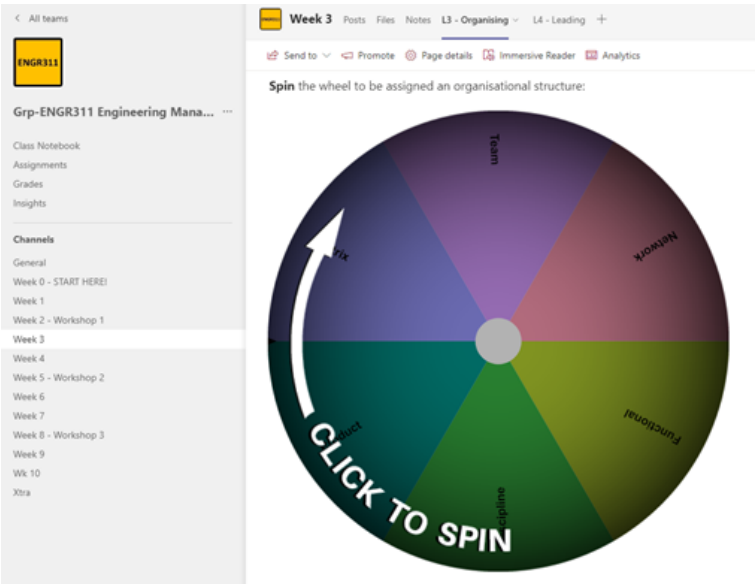 All teams
ENGR311
Grp-ENGR311 Engineering Mana... ...
Class Notebook
Assignments
Grades
Insights
Channels
General
Week 0 - START HERE!
Week 1
Week 2 - Workshop 1
Week 3
Week 4
Week 5 - Workshop 2
Week 6
Week 7
Week 8 - Workshop 3
Week 9
Wk 10
Xtra
ENGR311 Week 3 Posts Files Notes L3 - Organising L4 - Leading +
Send to Promote Page details Immersive Reader Analytics
Spin the wheel to be assigned an organisational structure:
Team
Network
Functional
cipline
duct
rix
CLICK TO SPIN